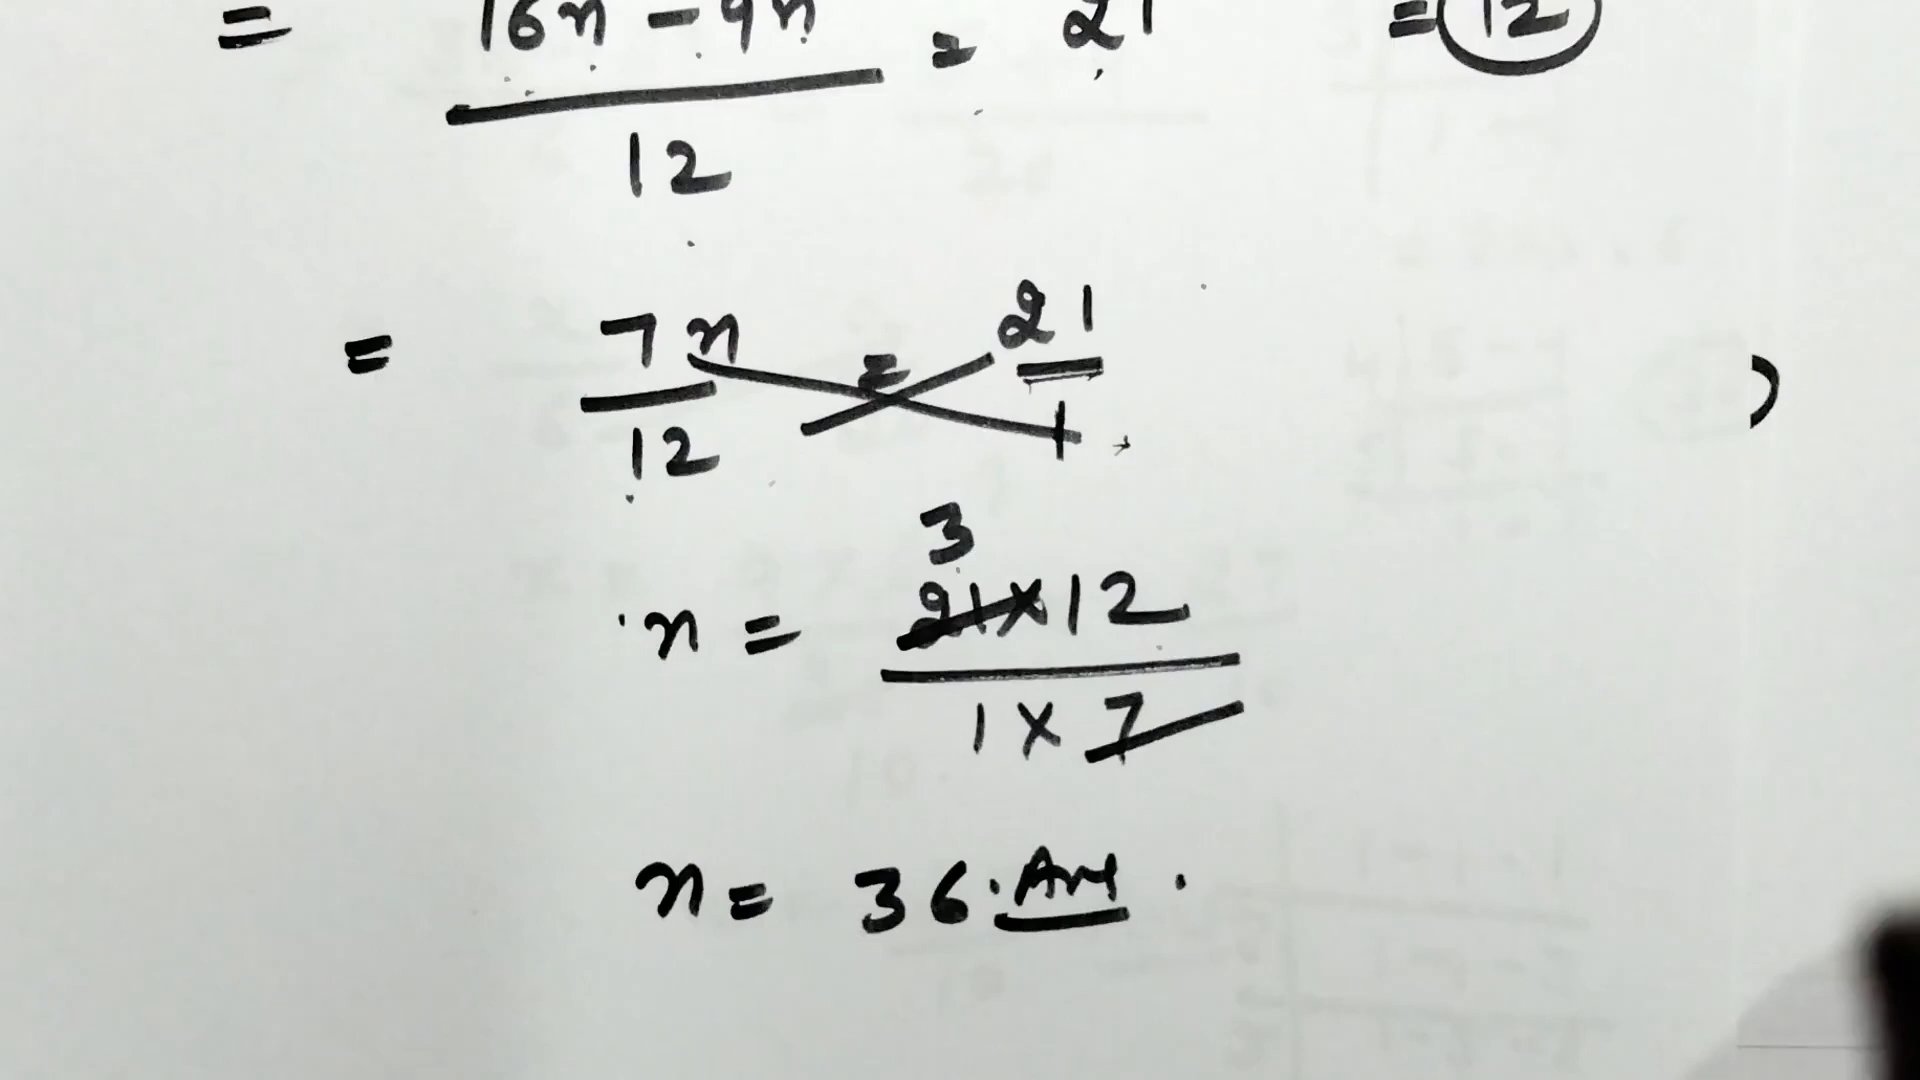 = 16n - 9n / 12 = 21 = 12
= 7n / 12 = 21 / 1
3
n = 21 × 12 / 1 × 7
n = 36. Ans.